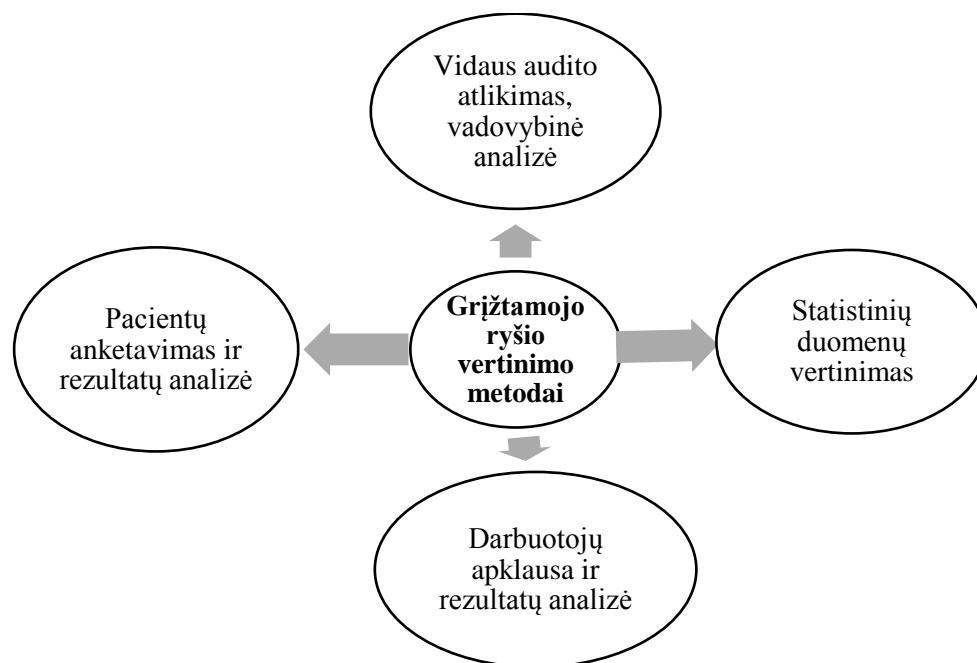 Vidaus audito
atlikimas,
vadovybinė
analizė
Pacientų
anketavimas ir
rezultatų analizė
Grįžtamojo
ryšio
vertinimo
metodai
Statistinių
duomenų
vertinimas
Darbuotojų
apklausa ir
rezultatų analizė